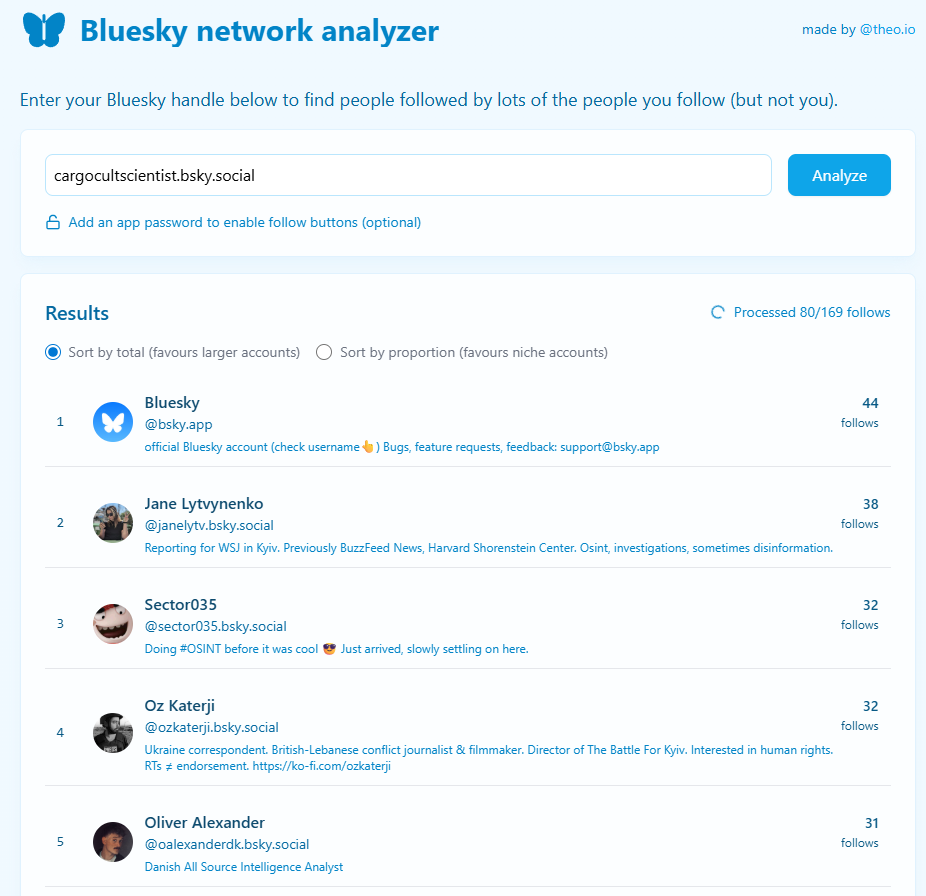 Bluesky network analyzer
made by @theo.io
Enter your Bluesky handle below to find people followed by lots of the people you follow (but not you).
cargocultscientist.bsky.social
Analyze
Add an app password to enable follow buttons (optional)
Results
Processed 80/169 follows
Sort by total (favours larger accounts)
Sort by proportion (favours niche accounts)
1
Bluesky
@bsky.app
official Bluesky account (check username👆) Bugs, feature requests, feedback: support@bsky.app
44
follows
2
Jane Lytvynenko
@janelytv.bsky.social
Reporting for WSJ in Kyiv. Previously BuzzFeed News, Harvard Shorenstein Center. Osint, investigations, sometimes disinformation.
38
follows
3
Sector035
@sector035.bsky.social
Doing #OSINT before it was cool 😎 Just arrived, slowly settling on here.
32
follows
4
Oz Katerji
@ozkaterji.bsky.social
Ukraine correspondent. British-Lebanese conflict journalist & filmmaker. Director of The Battle For Kyiv. Interested in human rights.
RTs ≠ endorsement. https://ko-fi.com/ozkaterji
32
follows
5
Oliver Alexander
@oalexanderdk.bsky.social
Danish All Source Intelligence Analyst
31
follows